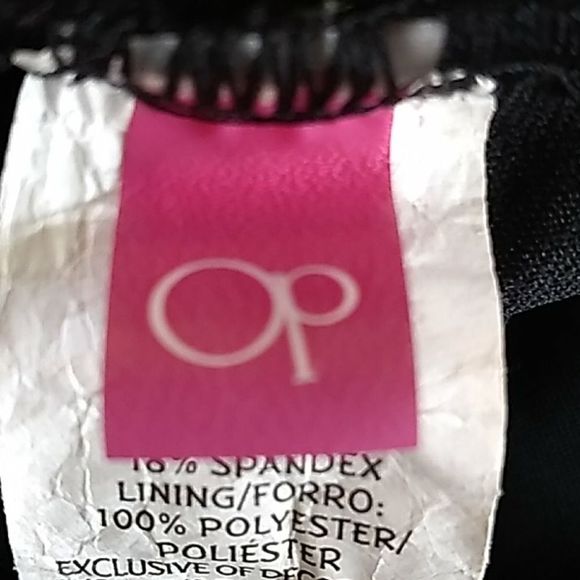 Op
% SPANDEX
LINING/FORRO:
100% POLYESTER/
POLIÉSTER
EXCLUSIVE OF